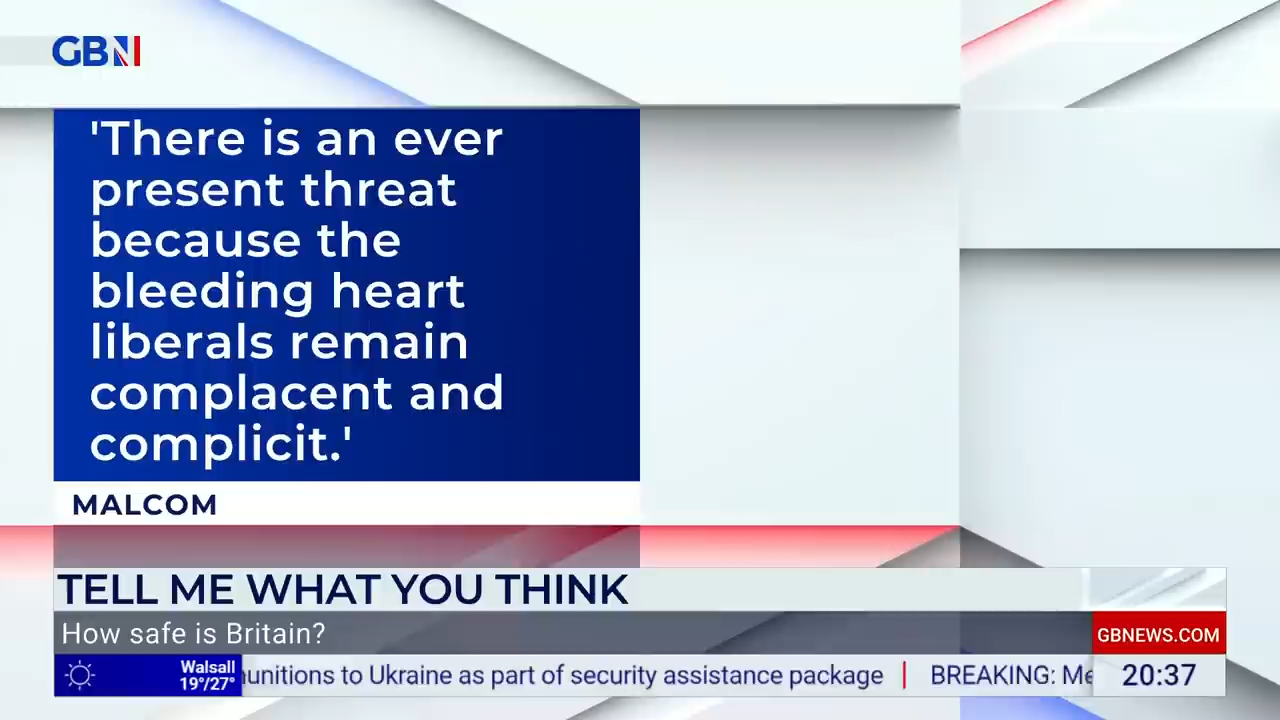 GBN
'There is an ever
present threat
because the
bleeding heart
liberals remain
complacent and
complicit.'
MALCOM
TELL ME WHAT YOU THINK
How safe is Britain?
GBNEWS.COM
Walsall
19°/27°
to Ukraine as part of security assistance package | BREAKING:
20:37